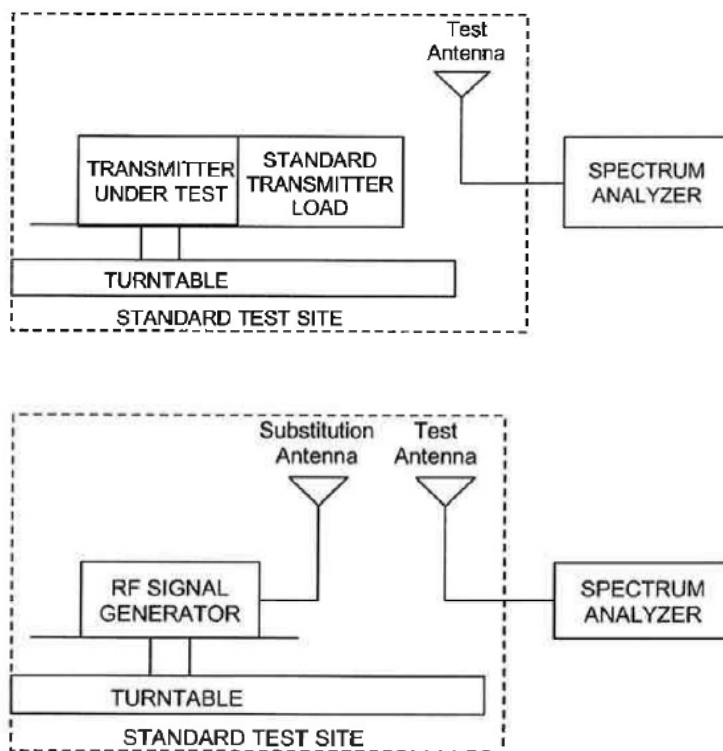 Test
Antenna
TRANSMITTER
UNDER TEST
STANDARD
TRANSMITTER
LOAD
SPECTRUM
ANALYZER
TURNTABLE
STANDARD TEST SITE
Substitution
Antenna
Test
Antenna
RF SIGNAL
GENERATOR
SPECTRUM
ANALYZER
TURNTABLE
STANDARD TEST SITE